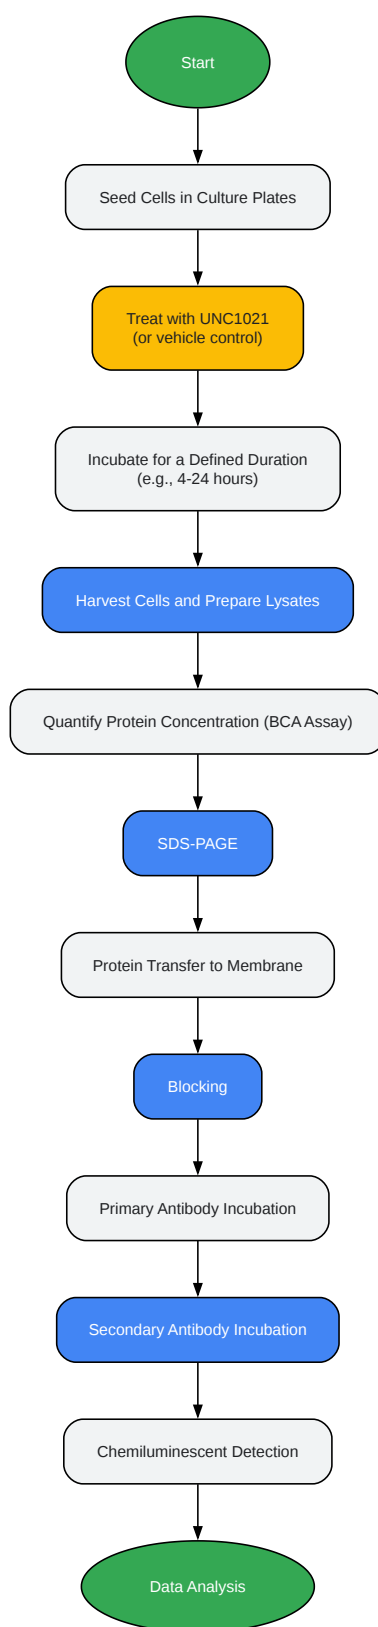 Start
Seed Cells in Culture Plates
Treat with UNC1021
(or vehicle control)
Incubate for a Defined Duration
(e.g., 4-24 hours)
Harvest Cells and Prepare Lysates
Quantify Protein Concentration (BCA Assay)
SDS-PAGE
Protein Transfer to Membrane
Blocking
Primary Antibody Incubation
Secondary Antibody Incubation
Chemiluminescent Detection
Data Analysis